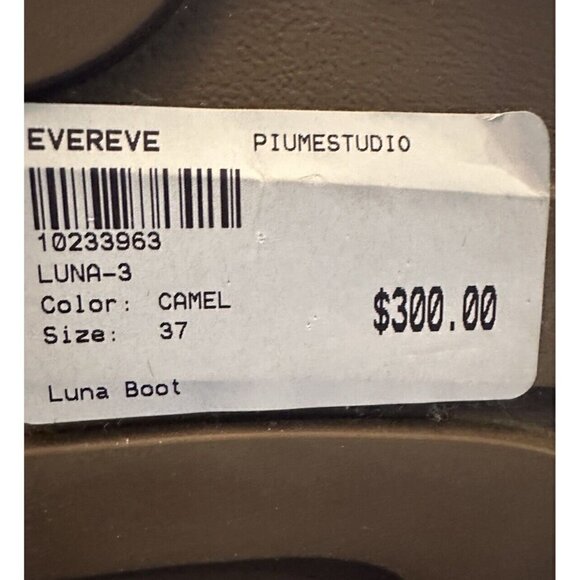 EVEREVE PIUMESTUDIO
10233963
LUNA-3
Color: CAMEL
Size: 37
$300.00
Luna Boot